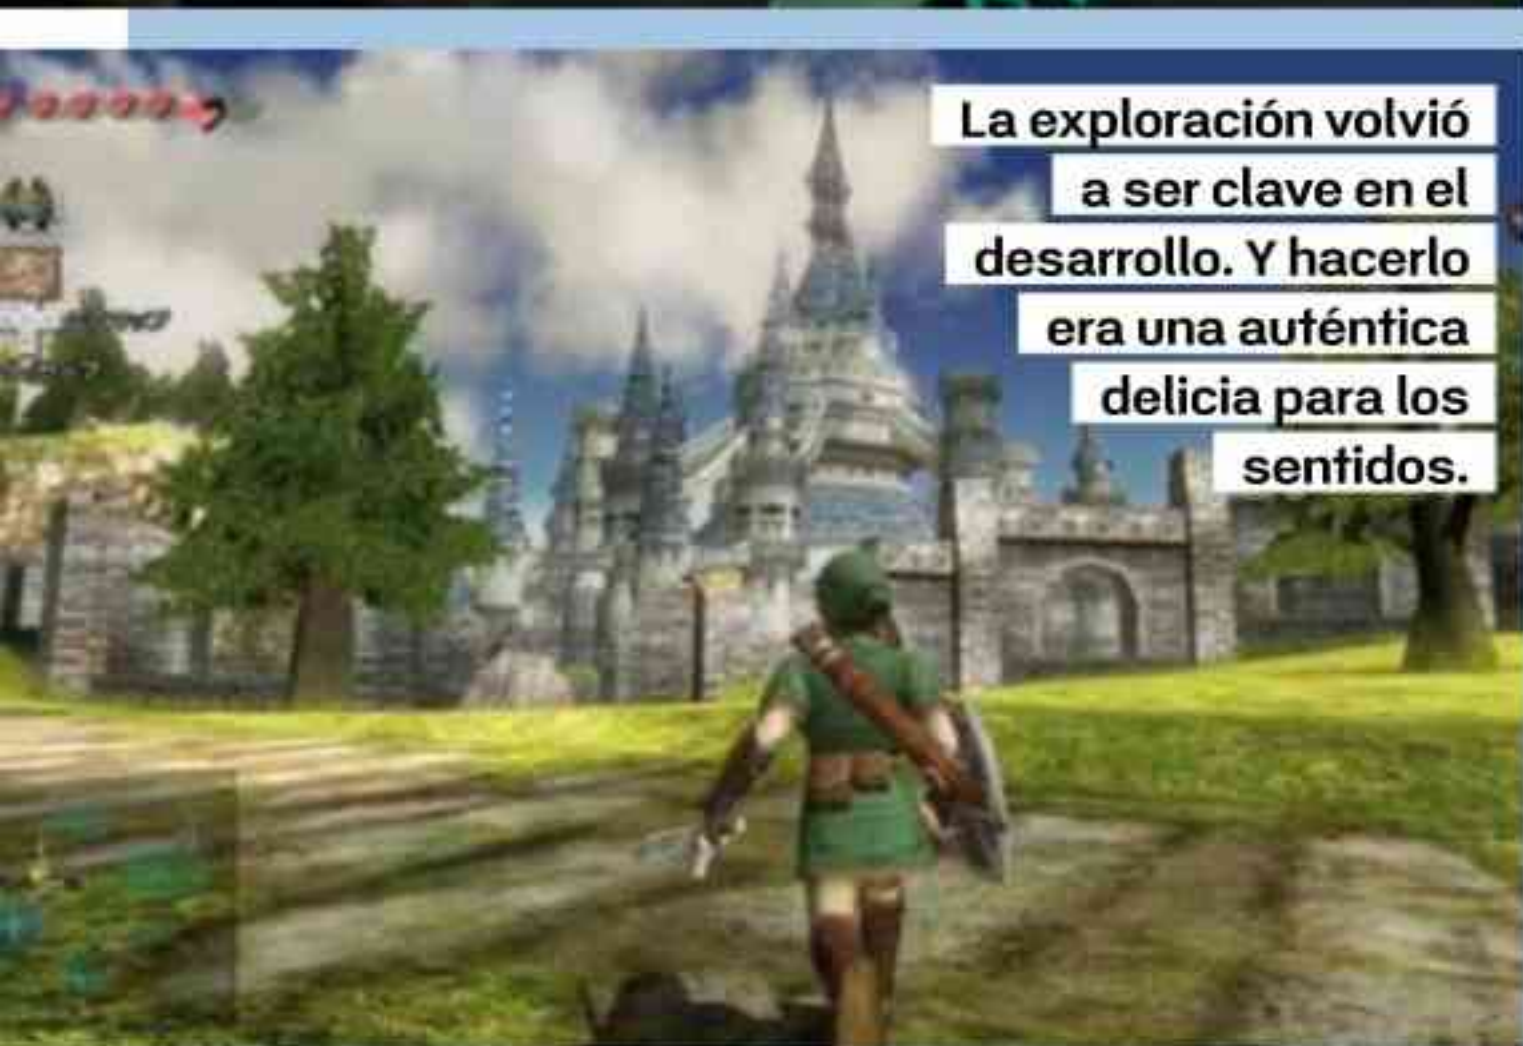 La exploración volvió
a ser clave en el
desarrollo. Y hacerlo
era una auténtica
delicia para los
sentidos.